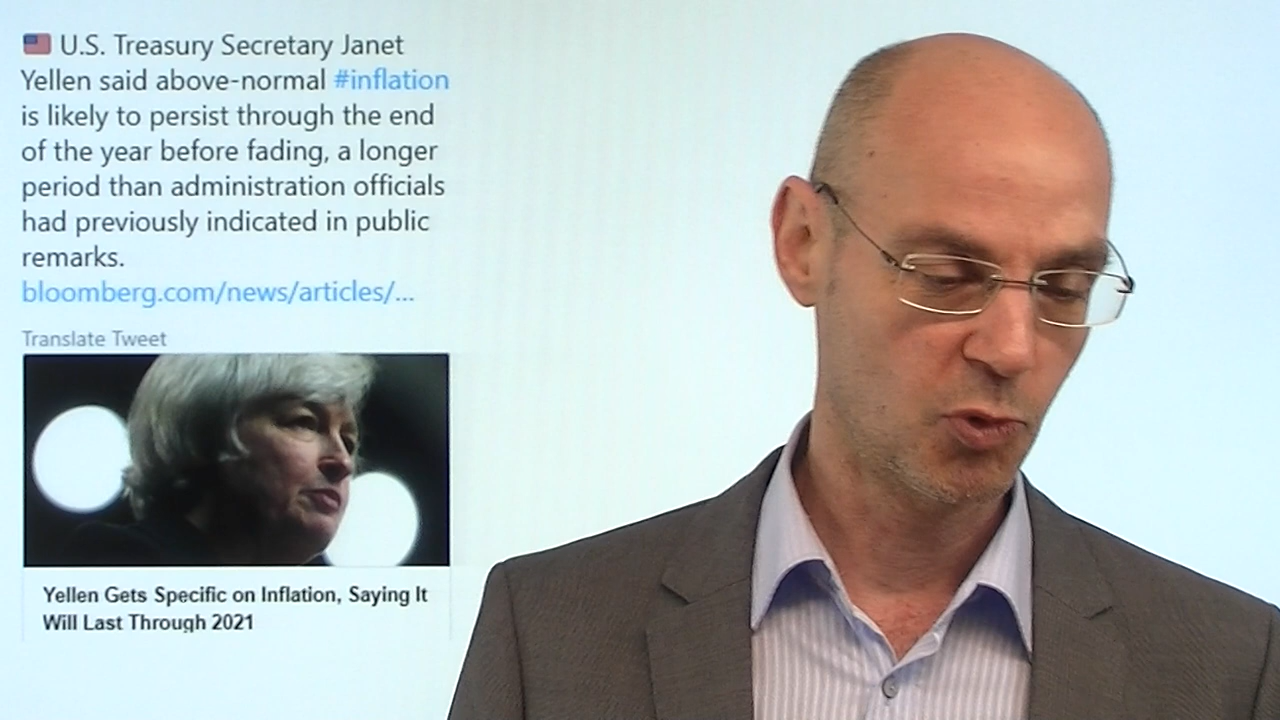 🇺🇸 U.S. Treasury Secretary Janet
Yellen said above-normal #inflation
is likely to persist through the end
of the year before fading, a longer
period than administration officials
had previously indicated in public
remarks.
bloomberg.com/news/articles/...
Translate Tweet
Yellen Gets Specific on Inflation, Saying It
Will Last Through 2021